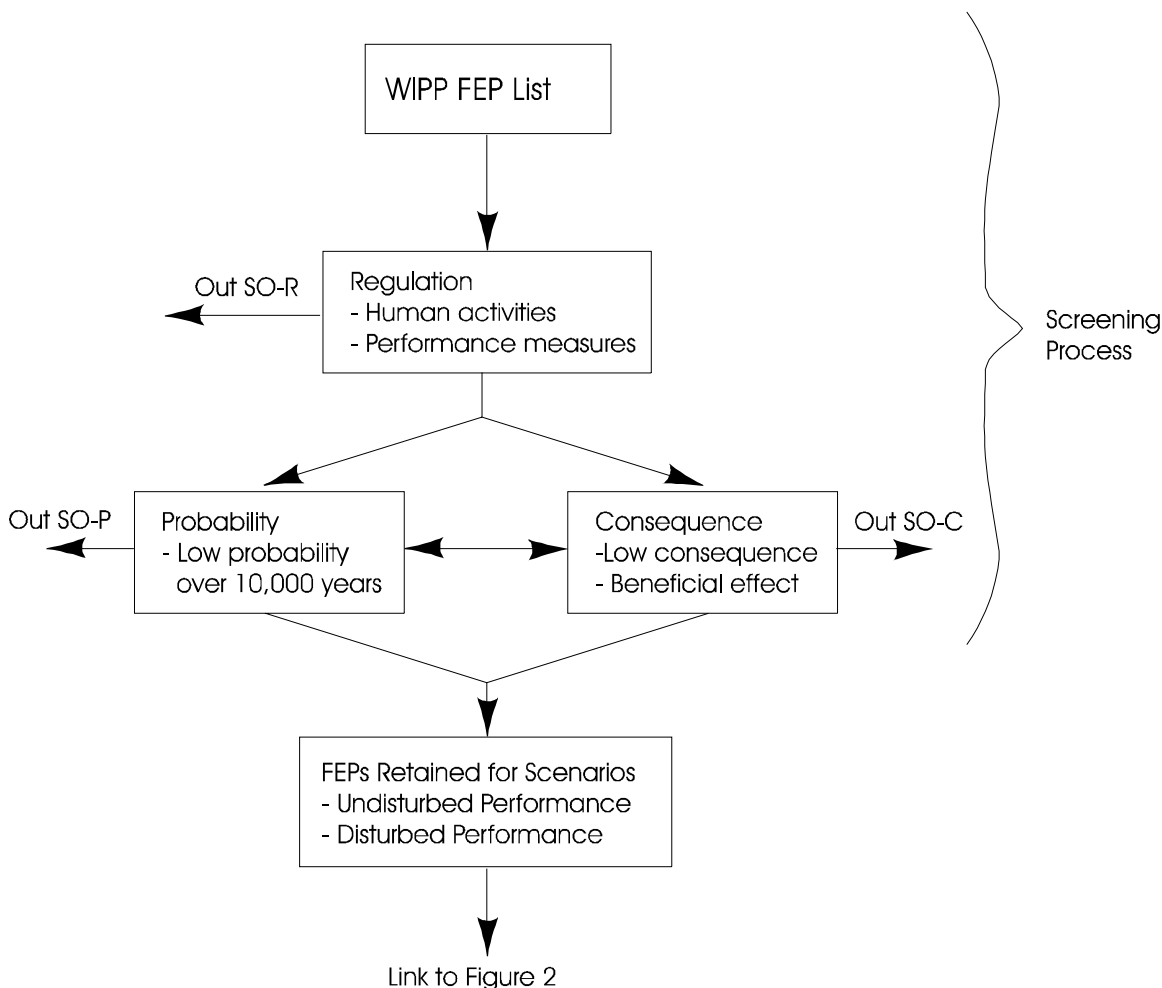 WIPP FEP List
Out SO-R
Regulation
- Human activities
- Performance measures
Screening
Process
Out SO-P
Probability
- Low probability
over 10,000 years
Consequence
-Low consequence
- Beneficial effect
Out SO-C
FEPs Retained for Scenarios
- Undisturbed Performance
- Disturbed Performance
Link to Figure 2